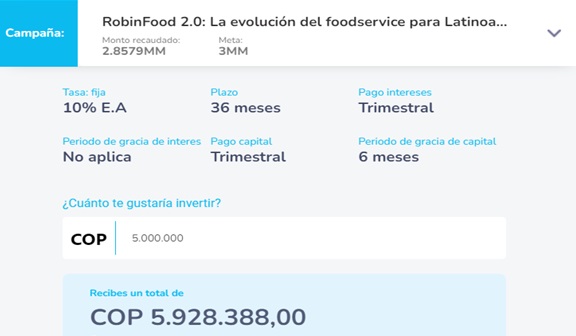 Campaña:
RobinFood 2.0: La evolución del foodservice para Latinoa...
Monto recaudado: Meta:
2.8579MM 3MM
Tasa: fija Plazo Pago intereses
10% E.A 36 meses Trimestral
Periodo de gracia de interes Pago capital Periodo de gracia de capital
No aplica Trimestral 6 meses
¿Cuánto te gustaría invertir?
COP 5.000.000
Recibes un total de
COP 5.928.388,00